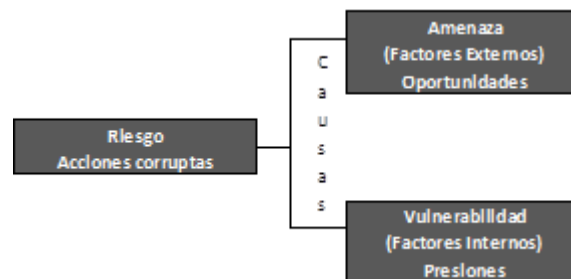 Amenaza
(Factores Externos)
Oportunidades
C
a
u
s
a
s
Riesgo
Acciones corruptas
Vulnerabilidad
(Factores Internos)
Presiones